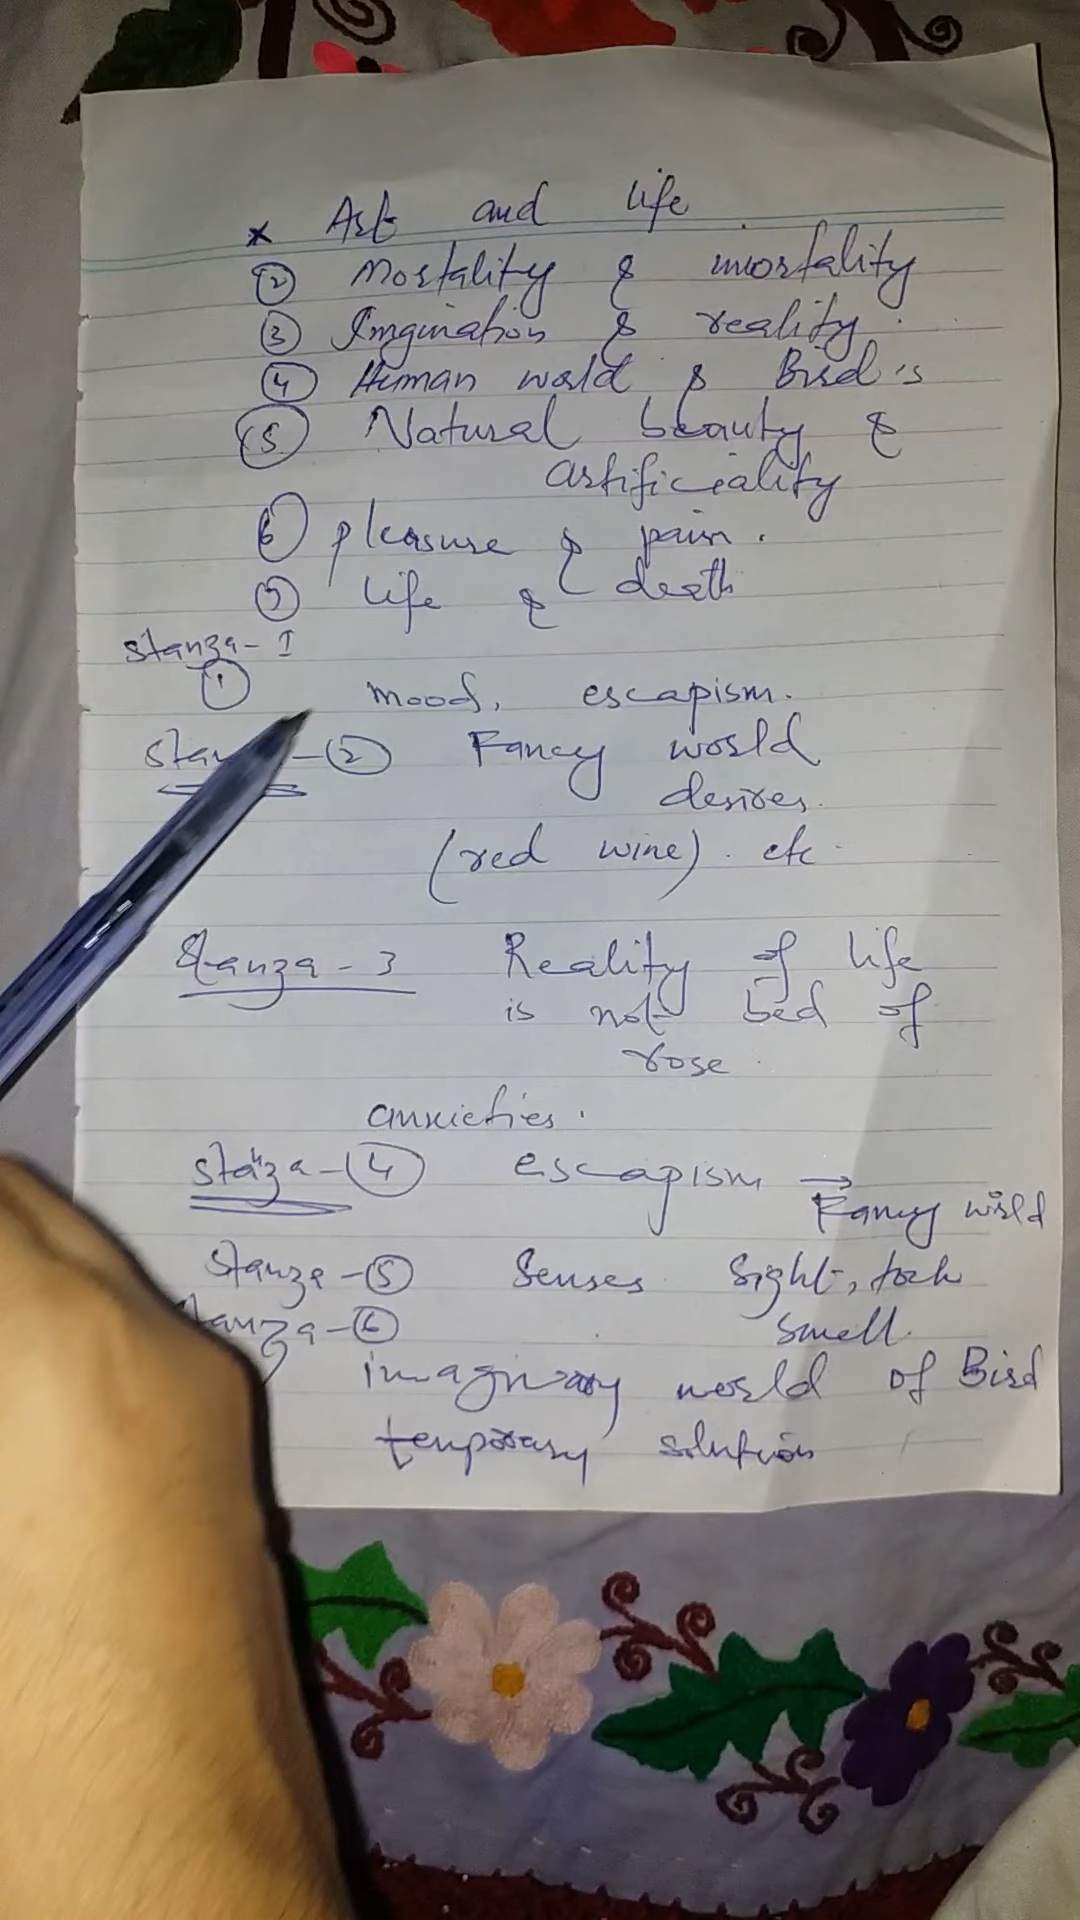 x Art and life
② Mortality & imortality
③ Imgination & reality.
④ Human world & Bird's
⑤ Natural beauty &
artificiality
⑥ pleasure & pain.
⑦ life & death
Stanza - I
① mood, escapism.
- ② Fancy world
desires.
(red wine). etc.
Stanza - 3 Reality of life
is not bed of
rose.
anxieties.
Stanza - ④ escapism →
Fancy world
Stanza - ⑤ Senses Sight,
smell.
- ⑥
imaginary world of Bird
temporary solution